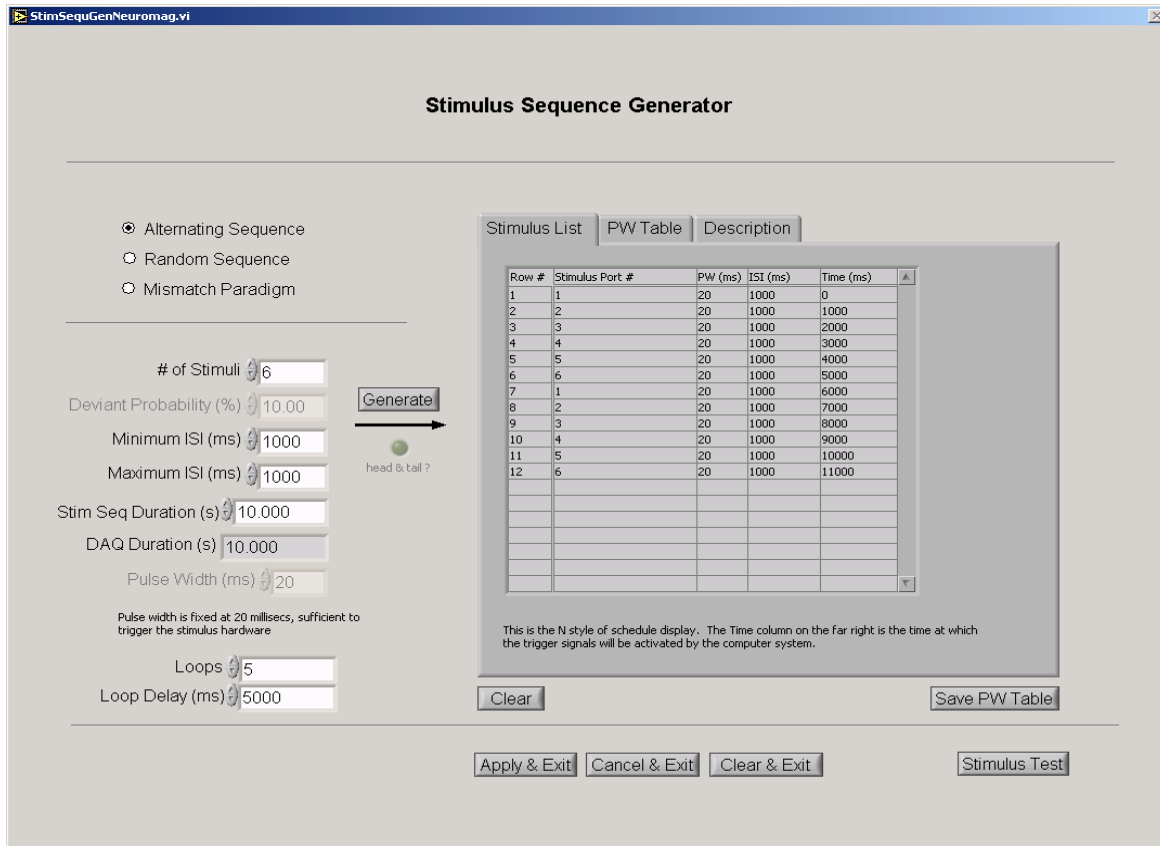 StimSequGenNeuromag.vi
Stimulus Sequence Generator
Alternating Sequence
Random Sequence
Mismatch Paradigm
# of Stimuli 6
Deviant Probability (%) 10.00
Minimum ISI (ms) 1000
Maximum ISI (ms) 1000
Stim Seq Duration (s) 10.000
DAQ Duration (s) 10.000
Pulse Width (ms) 20
Pulse width is fixed at 20 millisecs, sufficient to
trigger the stimulus hardware
Loops 5
Loop Delay (ms) 5000
Generate
head & tail ?
Stimulus List PW Table Description
Row # Stimulus Port # PW (ms) ISI (ms) Time (ms)
1 1 20 1000 0
2 2 20 1000 1000
3 3 20 1000 2000
4 4 20 1000 3000
5 5 20 1000 4000
6 6 20 1000 5000
7 1 20 1000 6000
8 2 20 1000 7000
9 3 20 1000 8000
10 4 20 1000 9000
11 5 20 1000 10000
12 6 20 1000 11000
This is the N style of schedule display. The Time column on the far right is the time at which
the trigger signals will be activated by the computer system.
Clear Save PW Table
Apply & Exit Cancel & Exit Clear & Exit Stimulus Test